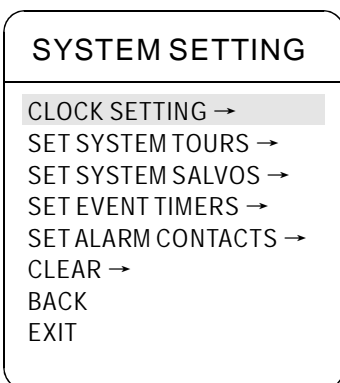 SYSTEM SETTING
CLOCK SETTING →
SET SYSTEM TOURS →
SET SYSTEM SALVOS →
SET EVENT TIMERS →
SET ALARM CONTACTS →
CLEAR →
BACK
EXIT